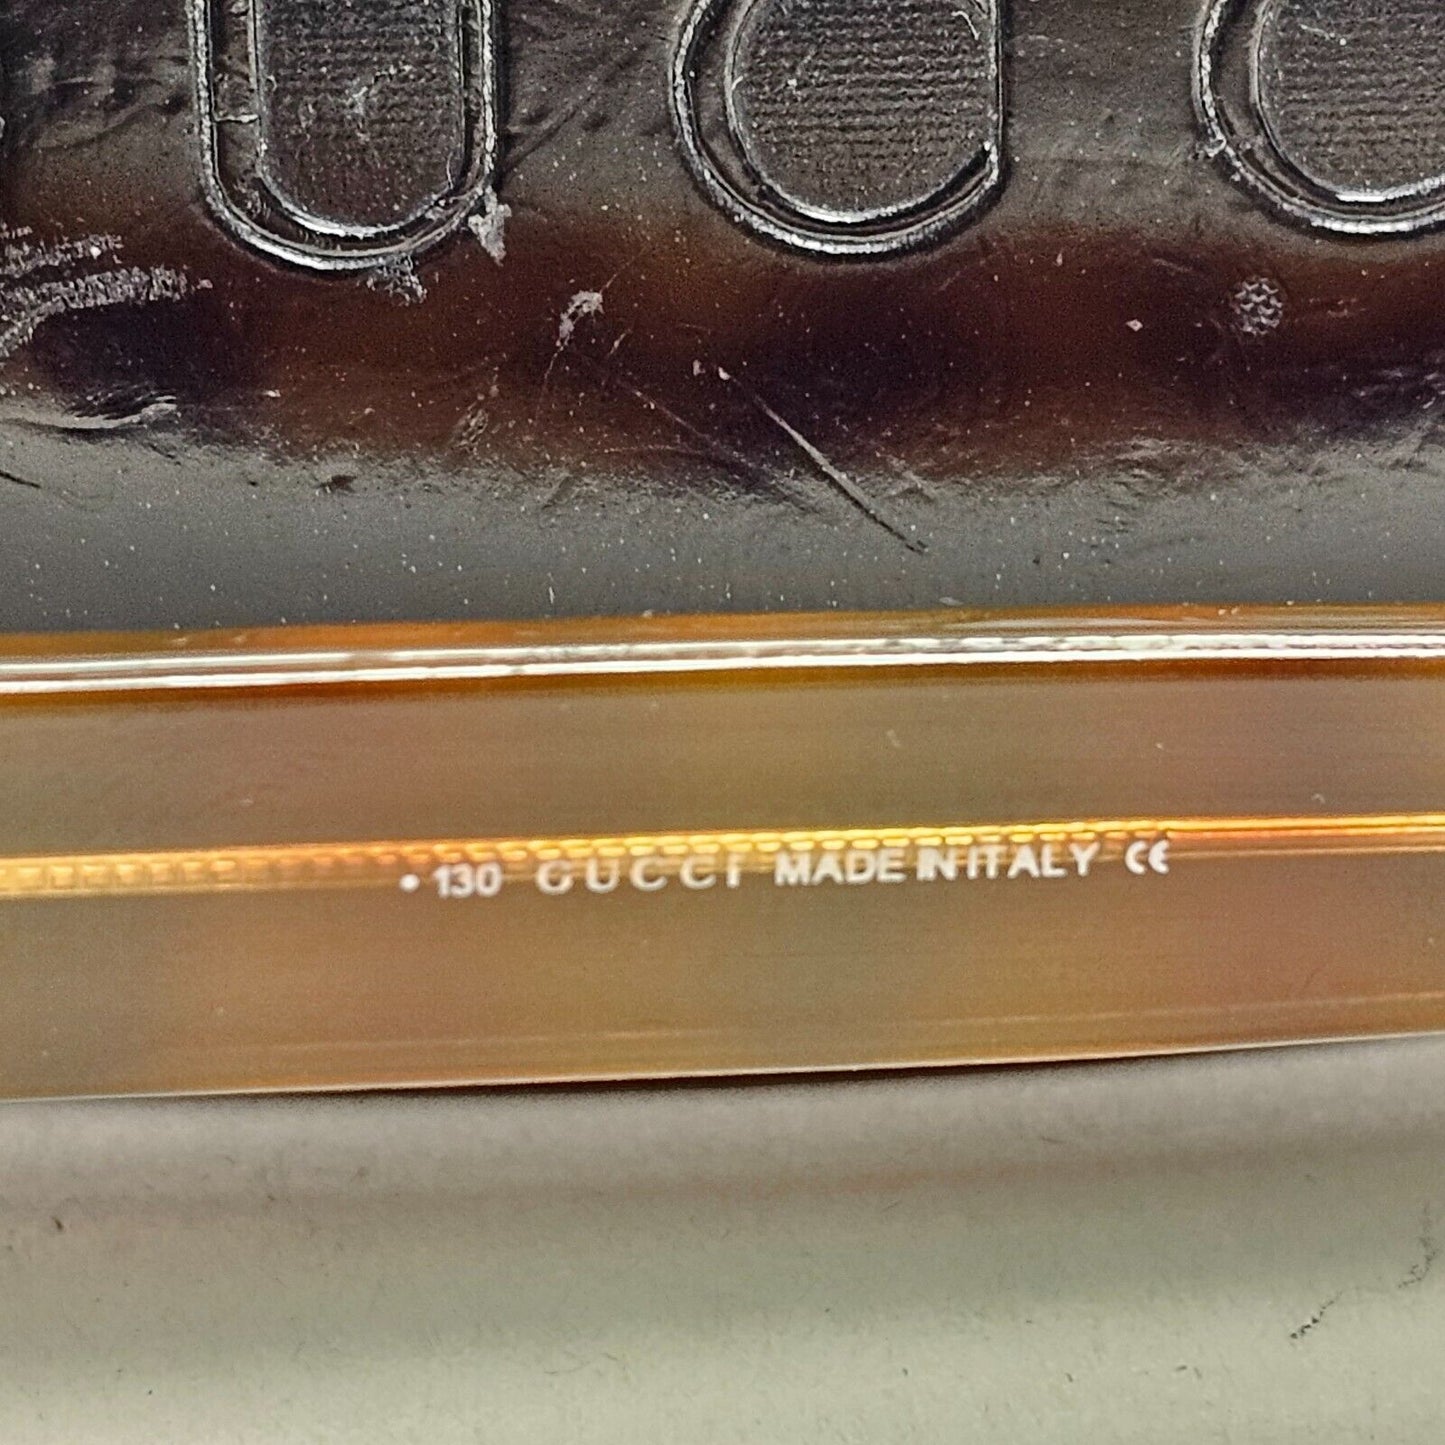 • 130 GUCCI MADE IN ITALY CE